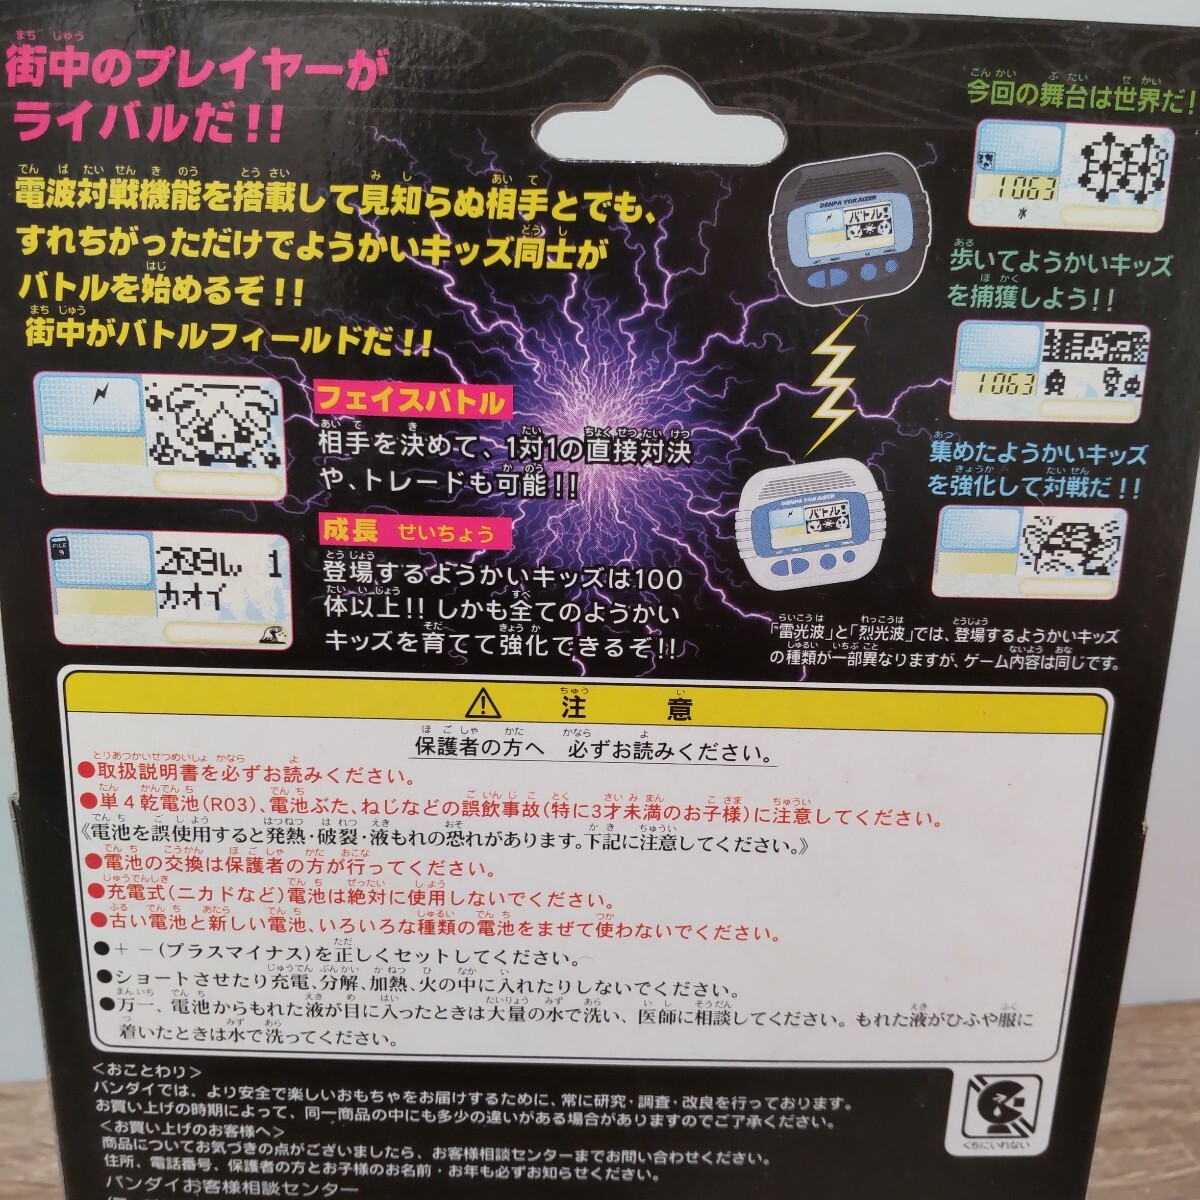 街中のプレイヤーが
ライバルだ!!
電波対戦機能を搭載して見知らぬ相手とでも、
すれちがっただけでようかいキッズ同士が
バトルを始めるぞ!!
街中がバトルフィールドだ!!
フェイスバトル
相手を決めて、1対1の直接対決
や、トレードも可能!!
FILE
9
209しん 1
カオイ
成長 せいちょう
登場するようかいキッズは100
体以上!! しかも全てのようかい
キッズを育てて強化できるぞ!!
DENPA YOKAIZER
バトル!
DENPA YOKAIZER
バトル!
今回の舞台は世界だ!
1063
水
歩いてようかいキッズ
を捕獲しよう!!
1063
集めたようかいキッズ
を強化して対戦だ!!
「雷光波」と「烈光波」では、登場するようかいキッズ
の種類が一部異なりますが、ゲーム内容は同じです。
注 意
保護者の方へ 必ずお読みください。
●取扱説明書を必ずお読みください。
●単4乾電池(R03)、電池ぶた、ねじなどの誤飲事故(特に3才未満のお子様)に注意してください。
《電池を誤使用すると発熱・破裂・液もれの恐れがあります。下記に注意してください。》
●電池の交換は保護者の方が行ってください。
●充電式(ニカドなど)電池は絶対に使用しないでください。
●古い電池と新しい電池、いろいろな種類の電池をまぜて使わないでください。
●＋－(プラスマイナス)を正しくセットしてください。
●ショートさせたり充電、分解、加熱、火の中に入れたりしないでください。
●万一、電池からもれた液が目に入ったときは大量の水で洗い、医師に相談してください。もれた液がひふや服に
着いたときは水で洗ってください。
＜おことわり＞
バンダイでは、より安全で楽しいおもちゃをお届けするために、常に研究・調査・改良を行っております。
お買い上げの時期によって、同一商品の中にも多少の違いがある場合がありますのでご了承ください。
＜お買い上げのお客様へ＞
商品についてお気づきの点がございましたら、お客様相談センターまでお問い合わせください。
住所、電話番号、保護者の方とお子様のお名前・お年も必ずお知らせください。
バンダイお客様相談センター
くちにいれない